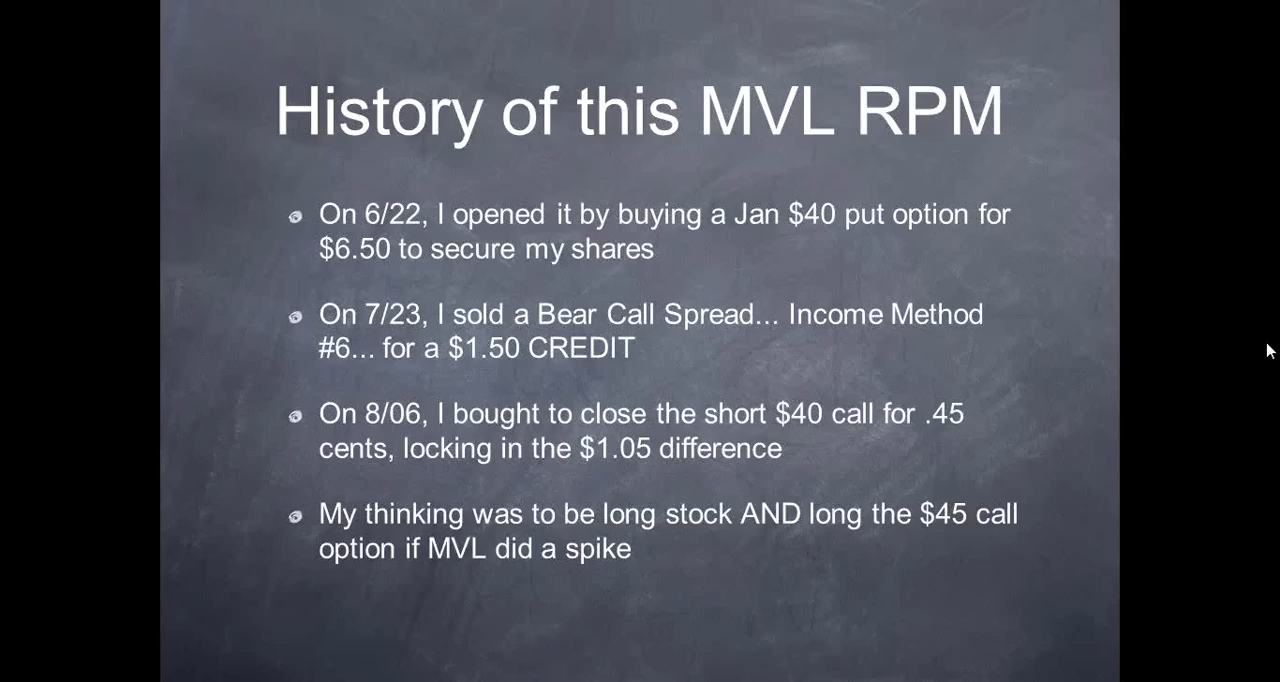 History of this MVL RPM
On 6/22, I opened it by buying a Jan $40 put option for
$6.50 to secure my shares
On 7/23, I sold a Bear Call Spread... Income Method
#6... for a $1.50 CREDIT
On 8/06, I bought to close the short $40 call for .45
cents, locking in the $1.05 difference
My thinking was to be long stock AND long the $45 call
option if MVL did a spike